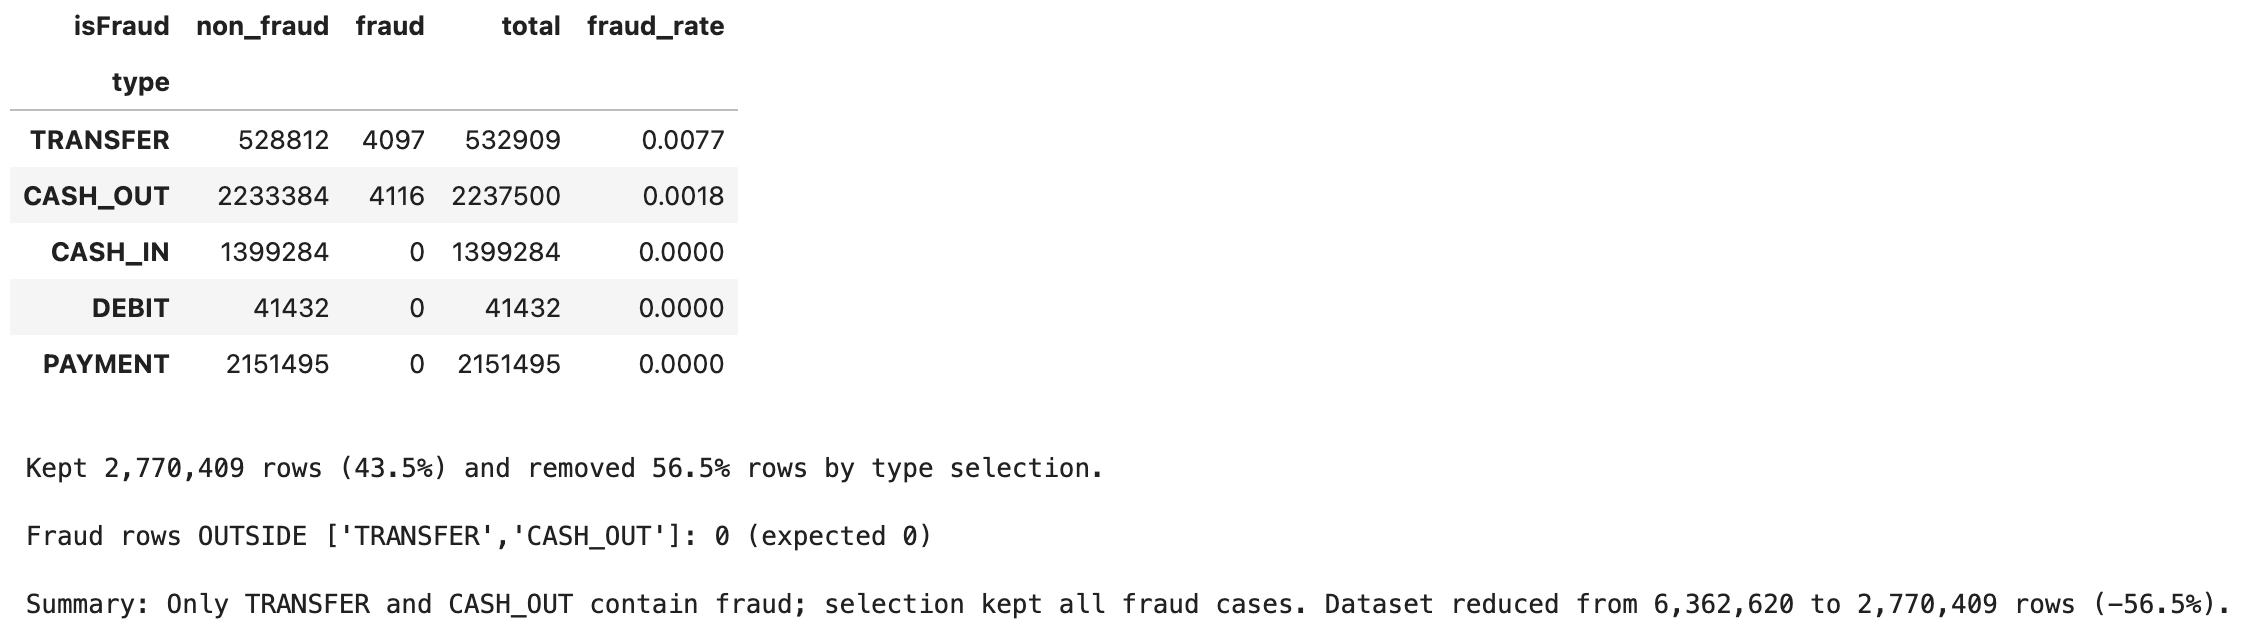 isFraud non_fraud fraud total fraud_rate
type
TRANSFER 528812 4097 532909 0.0077
CASH_OUT 2233384 4116 2237500 0.0018
CASH_IN 1399284 0 1399284 0.0000
DEBIT 41432 0 41432 0.0000
PAYMENT 2151495 0 2151495 0.0000
Kept 2,770,409 rows (43.5%) and removed 56.5% rows by type selection.
Fraud rows OUTSIDE ['TRANSFER','CASH_OUT']: 0 (expected 0)
Summary: Only TRANSFER and CASH_OUT contain fraud; selection kept all fraud cases. Dataset reduced from 6,362,620 to 2,770,409 rows (−56.5%).